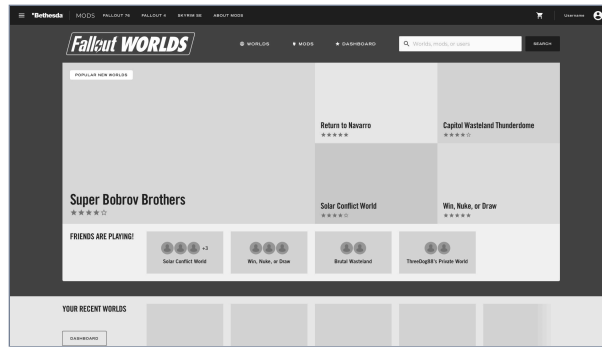 Bethesda MODS FALLOUT 76 FALLOUT 4 SKYRIM SE ABOUT MODS Username
Fallout WORLDS WORLDS MODS ★ DASHBOARD Worlds, mods, or users SEARCH
POPULAR NEW WORLDS
Return to Navarro
★★★★★
Capitol Wasteland Thunderdome
★★★★☆
Super Bobrov Brothers
★★★★☆
Solar Conflict World
★★★★☆
Win, Nuke, or Draw
★★★★★
FRIENDS ARE PLAYING!
+3
Solar Conflict World
Win, Nuke, or Draw
Brutal Wasteland
ThreeDog88's Private World
YOUR RECENT WORLDS
DASHBOARD